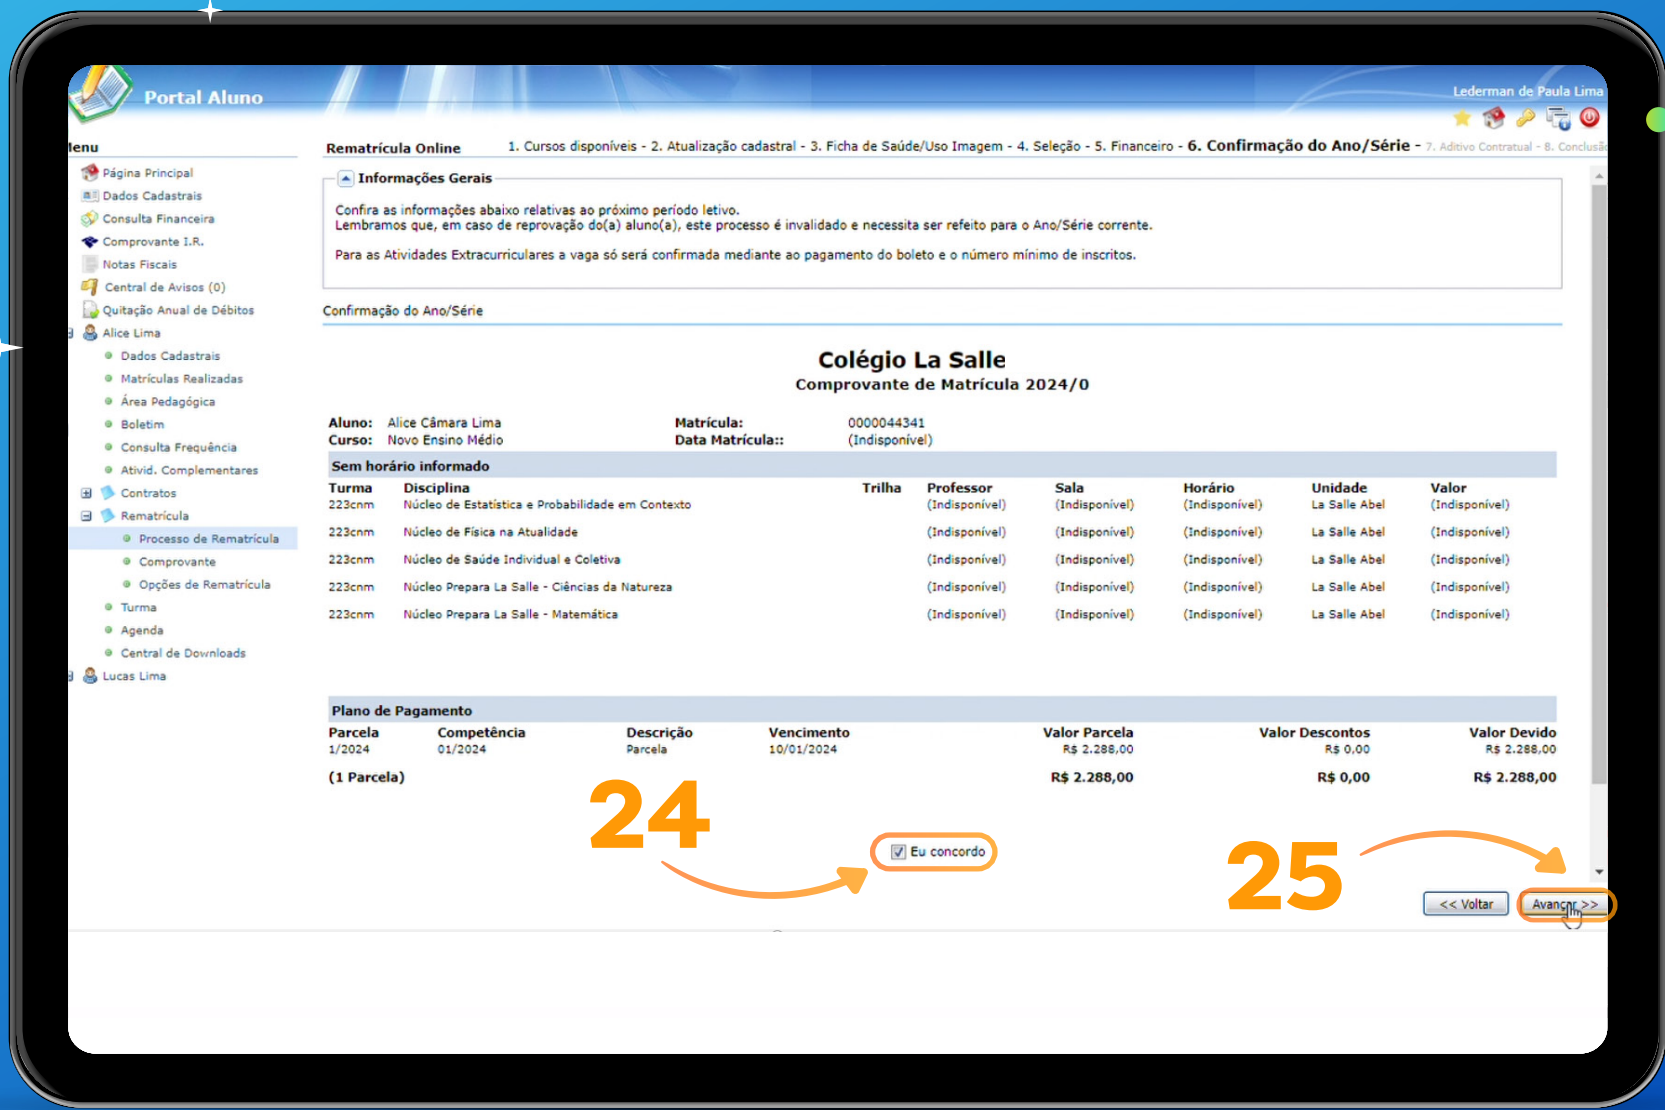 Portal Aluno
Lederman de Paula Lima
Menu
Página Principal
Dados Cadastrais
Consulta Financeira
Comprovante I.R.
Notas Fiscais
Central de Avisos (0)
Quitação Anual de Débitos
Alice Lima
Dados Cadastrais
Matrículas Realizadas
Área Pedagógica
Boletim
Consulta Frequência
Ativid. Complementares
Contratos
Rematrícula
Processo de Rematrícula
Comprovante
Opções de Rematrícula
Turma
Agenda
Central de Downloads
Lucas Lima
Rematrícula Online 1. Cursos disponíveis - 2. Atualização cadastral - 3. Ficha de Saúde/Uso Imagem - 4. Seleção - 5. Financeiro - 6. Confirmação do Ano/Série - 7. Aditivo Contratual - 8. Conclusão
Informações Gerais
Confira as informações abaixo relativas ao próximo período letivo.
Lembramos que, em caso de reprovação do(a) aluno(a), este processo é invalidado e necessita ser refeito para o Ano/Série corrente.
Para as Atividades Extracurriculares a vaga só será confirmada mediante ao pagamento do boleto e o número mínimo de inscritos.
Confirmação do Ano/Série
Colégio La Salle
Comprovante de Matrícula 2024/0
Aluno: Alice Câmara Lima Matrícula: 0000044341
Curso: Novo Ensino Médio Data Matrícula:: (Indisponível)
Sem horário informado
Turma Disciplina Trilha Professor Sala Horário Unidade Valor
223cnm Núcleo de Estatística e Probabilidade em Contexto (Indisponível) (Indisponível) (Indisponível) La Salle Abel (Indisponível)
223cnm Núcleo de Física na Atualidade (Indisponível) (Indisponível) (Indisponível) La Salle Abel (Indisponível)
223cnm Núcleo de Saúde Individual e Coletiva (Indisponível) (Indisponível) (Indisponível) La Salle Abel (Indisponível)
223cnm Núcleo Prepara La Salle - Ciências da Natureza (Indisponível) (Indisponível) (Indisponível) La Salle Abel (Indisponível)
223cnm Núcleo Prepara La Salle - Matemática (Indisponível) (Indisponível) (Indisponível) La Salle Abel (Indisponível)
Plano de Pagamento
Parcela Competência Descrição Vencimento Valor Parcela Valor Descontos Valor Devido
1/2024 01/2024 Parcela 10/01/2024 R$ 2.288,00 R$ 0,00 R$ 2.288,00
(1 Parcela) R$ 2.288,00 R$ 0,00 R$ 2.288,00
24
Eu concordo
25
<< Voltar Avançar >>